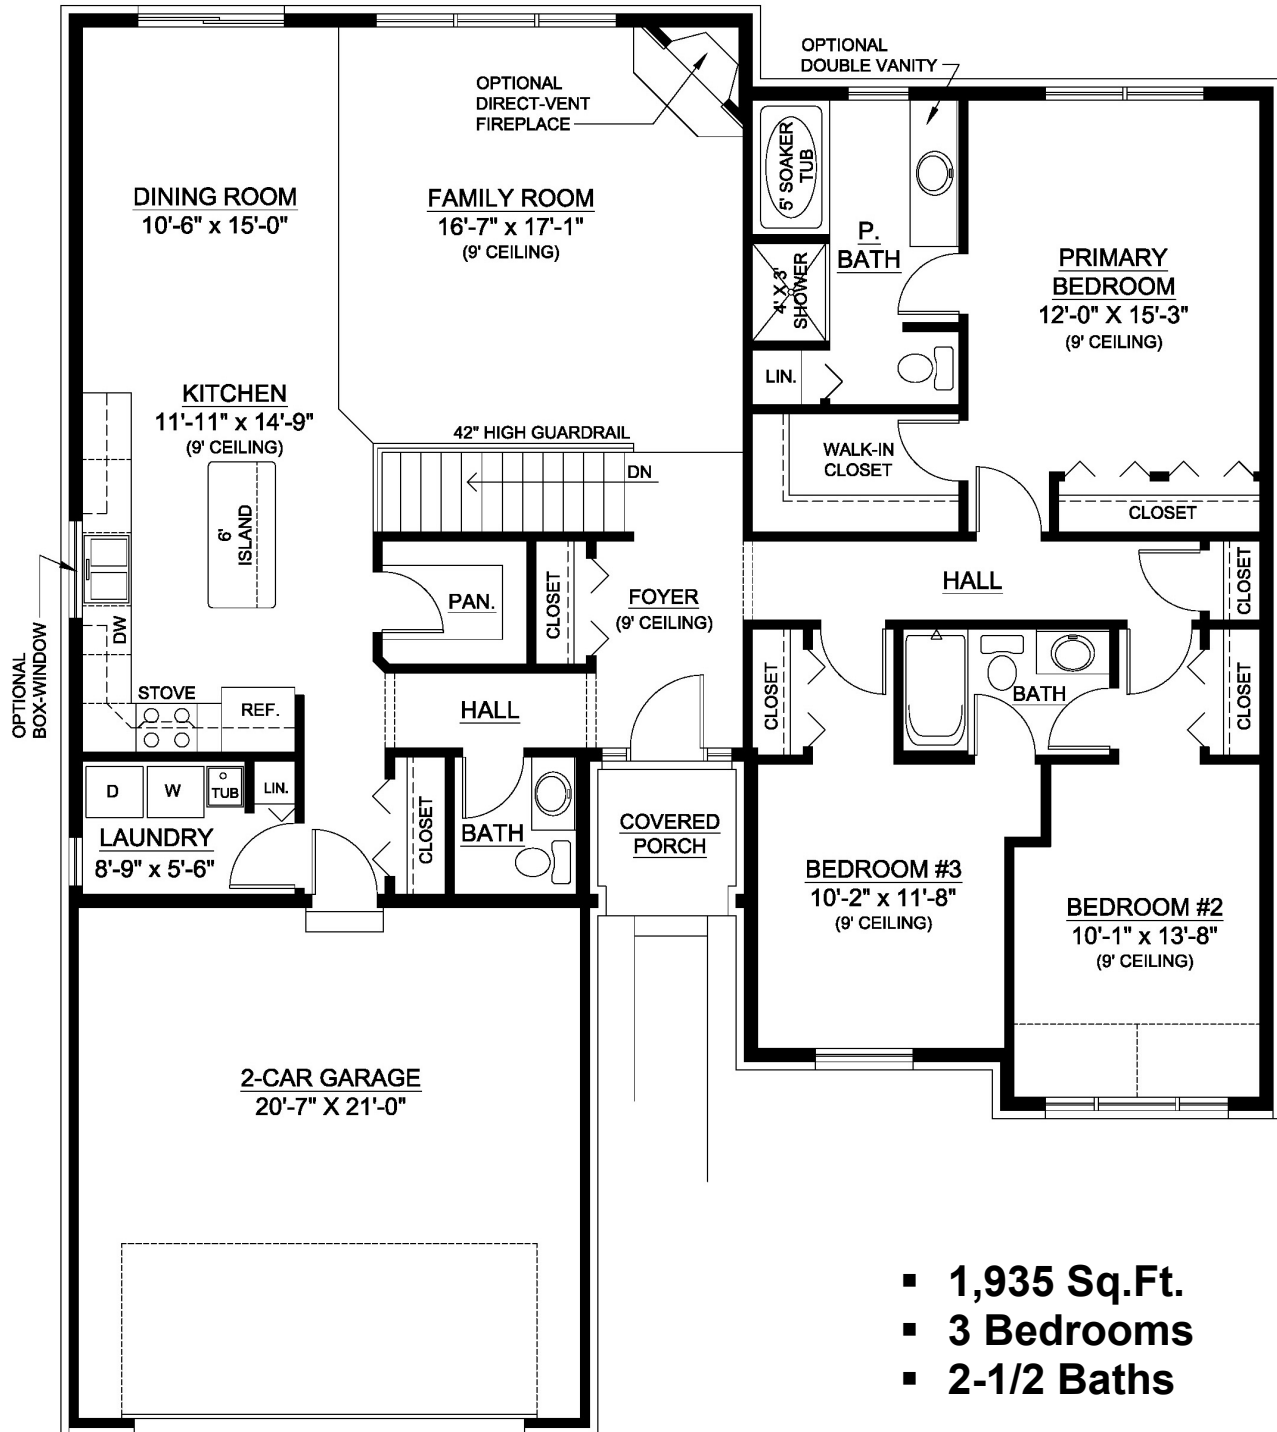 OPTIONAL
DOUBLE VANITY
OPTIONAL
DIRECT-VENT
FIREPLACE
DINING ROOM
10'-6" x 15'-0"
FAMILY ROOM
16'-7" x 17'-1"
(9' CEILING)
5' SOAKER
TUB
P.
BATH
4' X 3'
SHOWER
PRIMARY
BEDROOM
12'-0" X 15'-3"
(9' CEILING)
LIN.
KITCHEN
11'-11" x 14'-9"
(9' CEILING)
42" HIGH GUARDRAIL
DN
WALK-IN
CLOSET
CLOSET
6'
ISLAND
PAN.
CLOSET
FOYER
(9' CEILING)
HALL
CLOSET
OPTIONAL
BOX-WINDOW
DW
STOVE
REF.
HALL
CLOSET
BATH
CLOSET
D
W
TUB
LIN.
LAUNDRY
8'-9" x 5'-6"
CLOSET
BATH
COVERED
PORCH
BEDROOM #3
10'-2" x 11'-8"
(9' CEILING)
BEDROOM #2
10'-1" x 13'-8"
(9' CEILING)
2-CAR GARAGE
20'-7" X 21'-0"
▪ 1,935 Sq.Ft.
▪ 3 Bedrooms
▪ 2-1/2 Baths